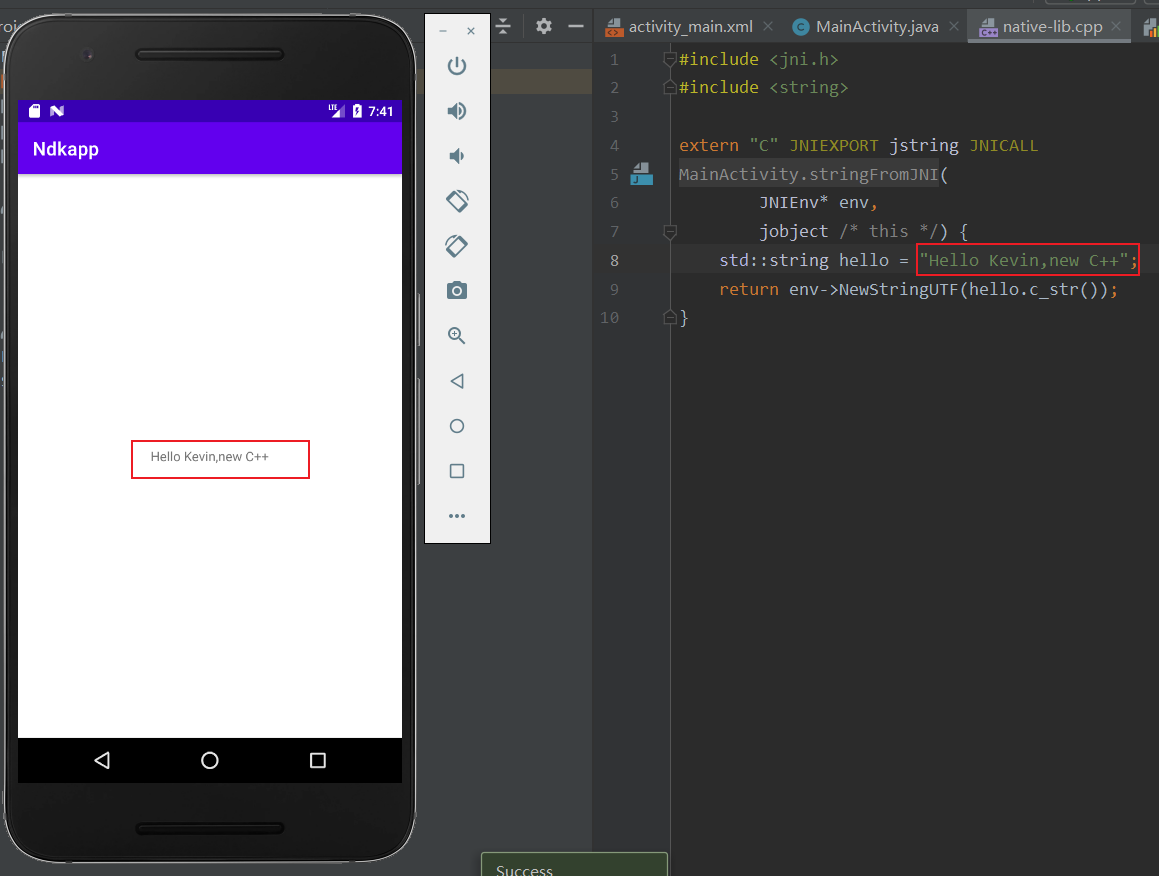 7:41
Ndkapp
Hello Kevin,new C++
activity_main.xml
MainActivity.java
native-lib.cpp
1 #include <jni.h>
2 #include <string>
3
4 extern "C" JNIEXPORT jstring JNICALL
5 MainActivity.stringFromJNI(
6 JNIEnv* env,
7 jobject /* this */) {
8 std::string hello = "Hello Kevin,new C++";
9 return env->NewStringUTF(hello.c_str());
10 }
Success